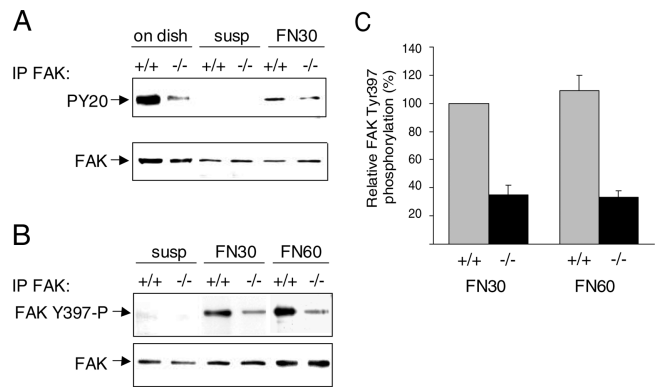 A
on dish susp FN30
IP FAK: +/+ -/- +/+ -/- +/+ -/-
PY20
FAK
B
susp FN30 FN60
IP FAK: +/+ -/- +/+ -/- +/+ -/-
FAK Y397-P
FAK
C
Relative FAK Tyr397
phosphorylation (%)
140
120
100
80
60
40
20
+/+ -/- +/+ -/-
FN30 FN60